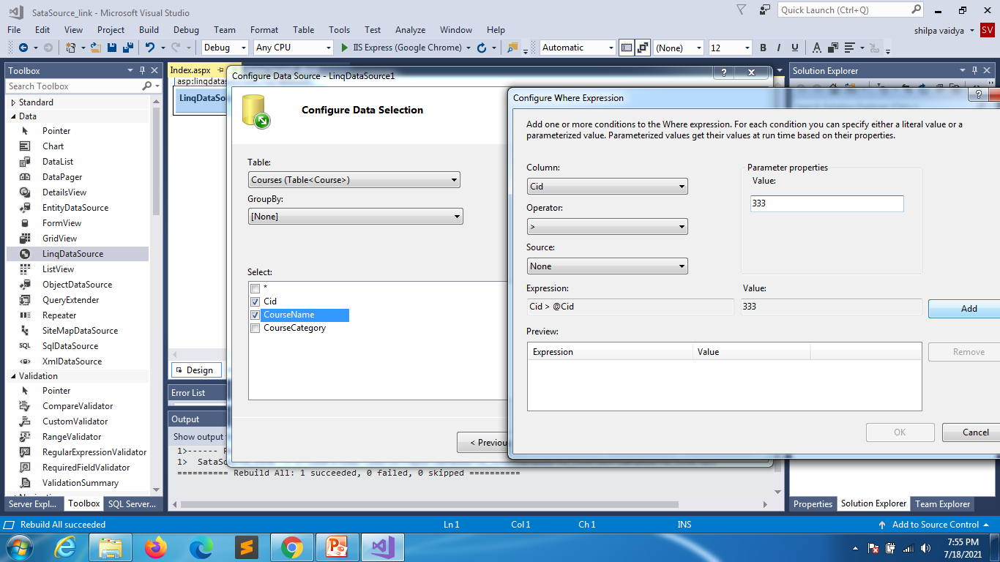 SataSource_link - Microsoft Visual Studio
Quick Launch (Ctrl+Q)
File Edit View Project Build Debug Team Format Table Tools Test Analyze Window Help
shilpa vaidya SV
Debug Any CPU IIS Express (Google Chrome) Automatic (None) 12 B I U A
Toolbox
Search Toolbox
Standard
Data
Pointer
Chart
DataList
DataPager
DetailsView
EntityDataSource
FormView
GridView
LinqDataSource
ListView
ObjectDataSource
QueryExtender
Repeater
SiteMapDataSource
SQL SqlDataSource
XmlDataSource
Validation
Pointer
CompareValidator
CustomValidator
RangeValidator
RegularExpressionValidator
RequiredFieldValidator
ValidationSummary
Server Expl... Toolbox SQL Server...
Index.aspx
asp:linqdatas
LinqDataSo
Design
Error List
Output
Show output
1>------ R
1> SataSo
========== Rebuild All: 1 succeeded, 0 failed, 0 skipped ==========
Configure Data Source - LinqDataSource1
?
Configure Data Selection
Table:
Courses (Table<Course>)
GroupBy:
[None]
Select:
*
Cid
CourseName
CourseCategory
< Previou
Solution Explorer
Configure Where Expression
?
Add one or more conditions to the Where expression. For each condition you can specify either a literal value or a
parameterized value. Parameterized values get their values at run time based on their properties.
Column:
Cid
Operator:
>
Source:
None
Parameter properties
Value:
333
Expression:
Cid > @Cid
Value:
333
Add
Preview:
Expression Value
Remove
OK Cancel
Properties Solution Explorer Team Explorer
Rebuild All succeeded Ln 1 Col 1 Ch 1 INS Add to Source Control
7:55 PM
7/18/2021